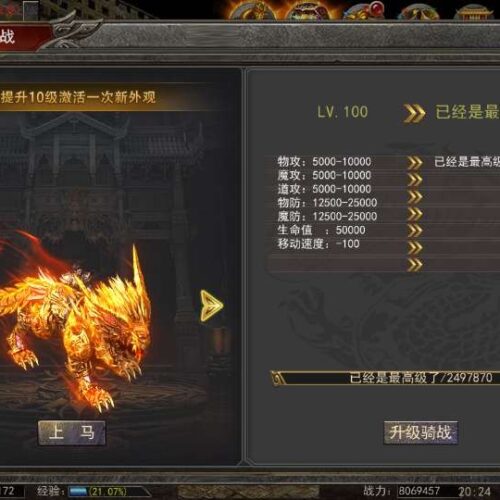 战
提升10级激活一次新外观
LV.100
已经是最
物攻: 5000-10000
已经是最高级
魔攻: 5000-10000
道攻: 5000-10000
物防: 12500-25000
魔防: 12500-25000
生命值 : 50000
移动速度: -100
已经是最高级了/2497870
上 马
升级骑战
172
经验:
(21.07%)
战力: 8069457
20:24